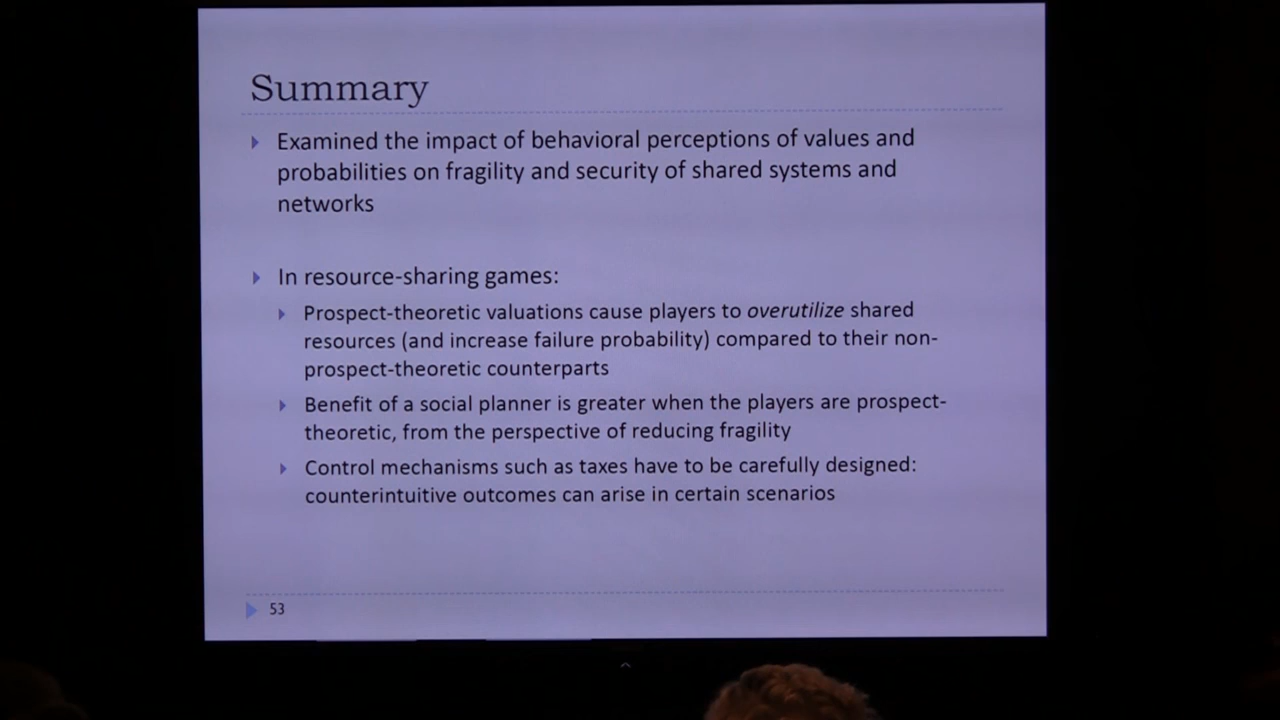 Summary
Examined the impact of behavioral perceptions of values and
probabilities on fragility and security of shared systems and
networks
In resource-sharing games:
Prospect-theoretic valuations cause players to overutilize shared
resources (and increase failure probability) compared to their non-
prospect-theoretic counterparts
Benefit of a social planner is greater when the players are prospect-
theoretic, from the perspective of reducing fragility
Control mechanisms such as taxes have to be carefully designed:
counterintuitive outcomes can arise in certain scenarios
53